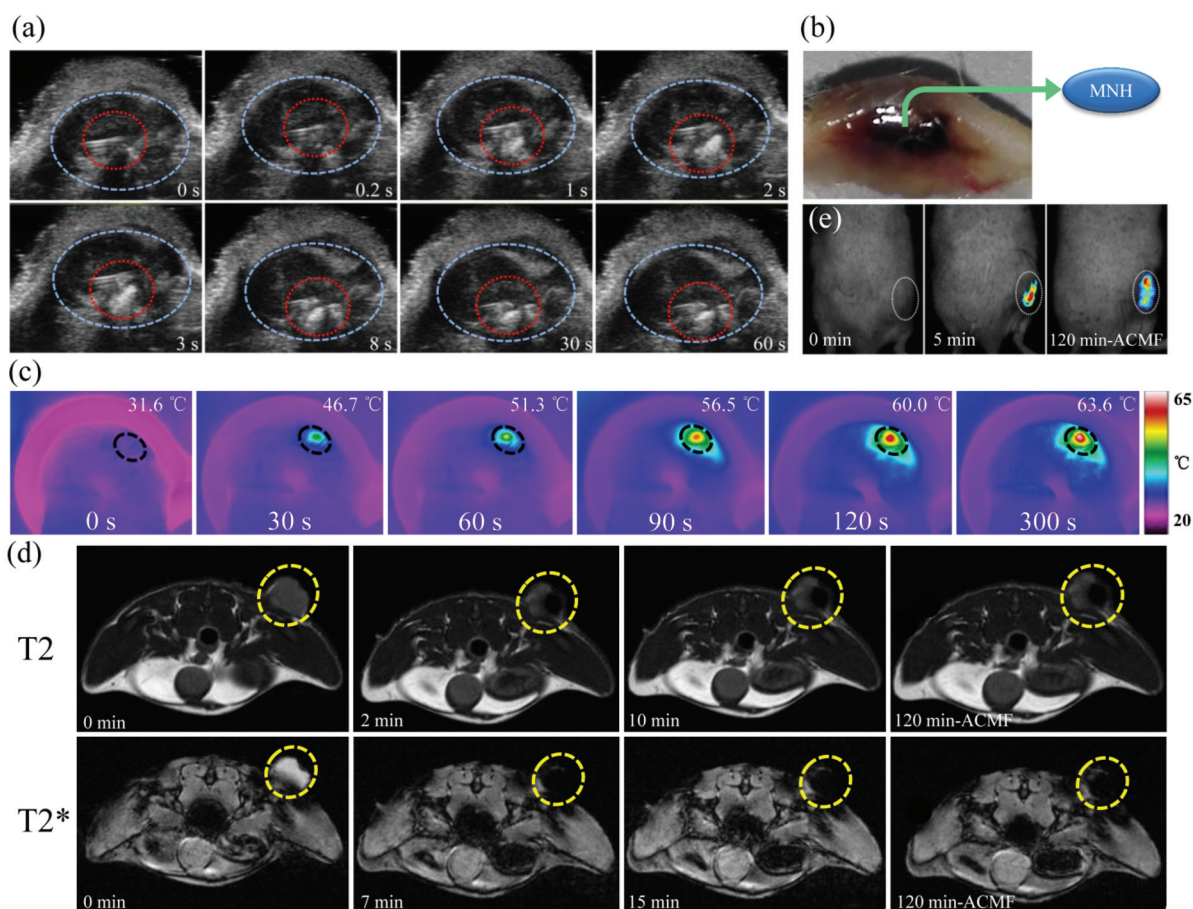 (a)
0 s
0.2 s
1 s
2 s
3 s
8 s
30 s
60 s
(b)
MNH
(e)
0 min
5 min
120 min-ACMF
(c)
31.6 ℃
46.7 ℃
51.3 ℃
56.5 ℃
60.0 ℃
63.6 ℃
0 s
30 s
60 s
90 s
120 s
300 s
65
℃
20
(d)
T2
0 min
2 min
10 min
120 min-ACMF
T2*
0 min
7 min
15 min
120 min-ACMF